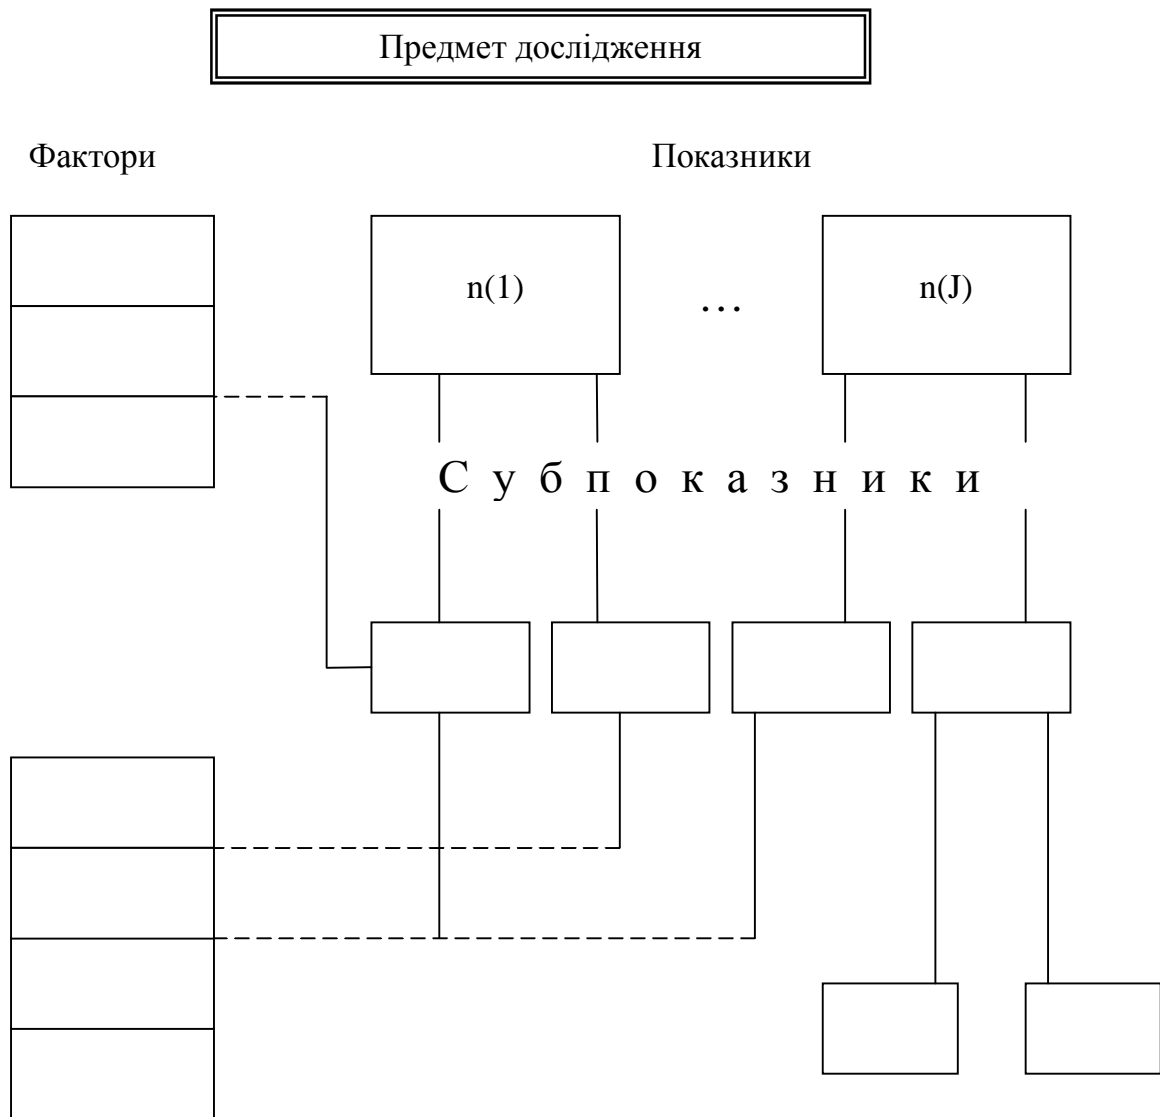 Предмет дослідження
Фактори
Показники
n(1)
...
n(J)
С у б п о к а з н и к и